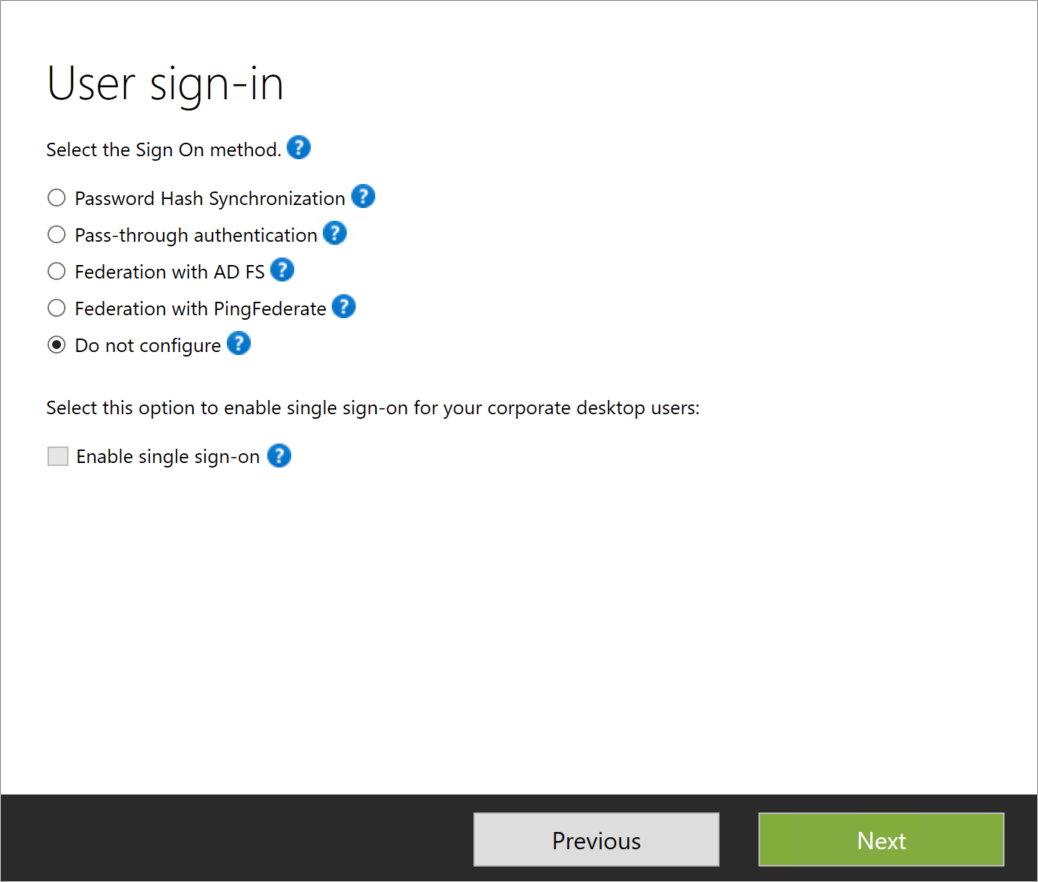 User sign-in
Select the Sign On method. ?
Password Hash Synchronization ?
Pass-through authentication ?
Federation with AD FS ?
Federation with PingFederate ?
Do not configure ?
Select this option to enable single sign-on for your corporate desktop users:
Enable single sign-on ?
Previous
Next